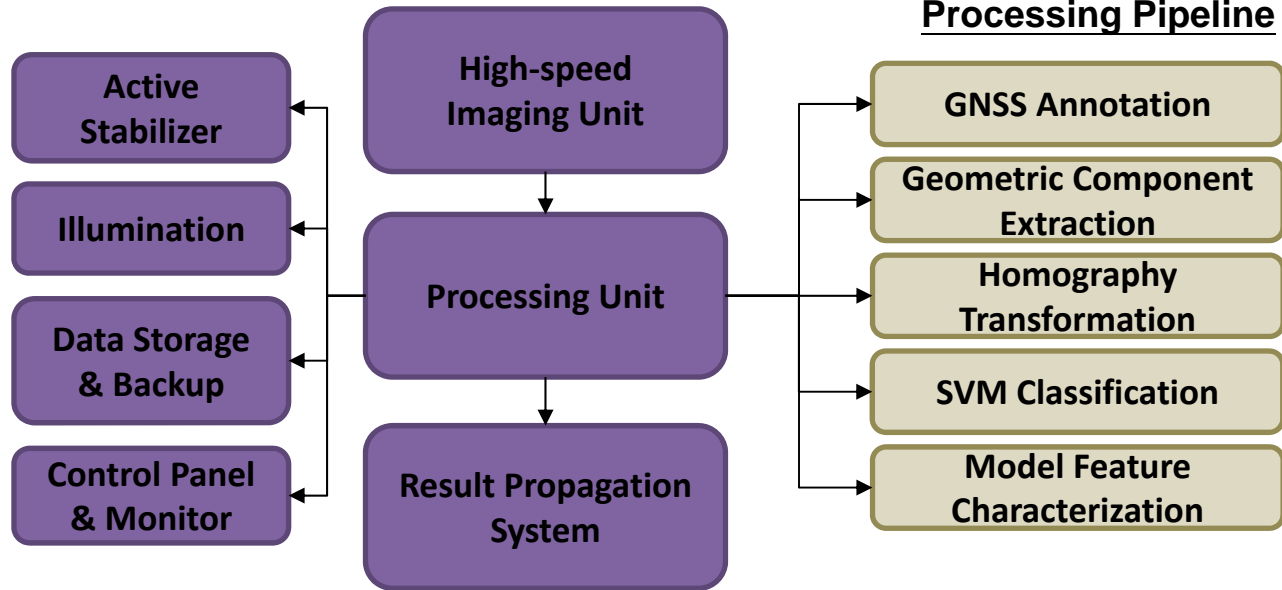 Processing Pipeline
Active
Stabilizer
Illumination
Data Storage
& Backup
Control Panel
& Monitor
High-speed
Imaging Unit
Processing Unit
Result Propagation
System
GNSS Annotation
Geometric Component
Extraction
Homography
Transformation
SVM Classification
Model Feature
Characterization